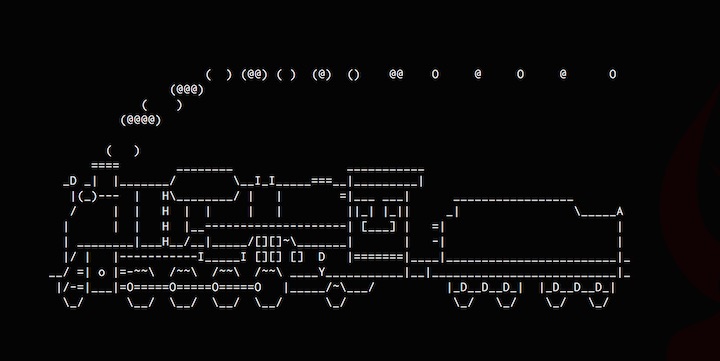 (  ) (@@) ( )  (@)  ()    @@    O     @     O     @      O
(@@@)
(    )
(@@@@)
(   )
====        ________                ___________
_D _|  |_______/        \__I_I_____===__|_________|
|(_)---  |   H\________/ |   |        =|___ ___|      _________________
/     |  |   H  |  |     |   |         ||_| |_||     _|                \_____A
|      |  |   H  |__--------------------| [___] |   =|                        |
| ________|___H__/__|_____/[][]~\_______|       |   -|                        |
|/ |   |-----------I_____I [][] []  D   |=======|____|________________________|_
__/ =| o |=-~~\  /~~\  /~~\  /~~\ ____Y___________|__|__________________________|_
|/-=|___|=O=====O=====O=====O   |_____/~\___/          |_D__D__D_|  |_D__D__D_|
\_/      \__/  \__/  \__/  \__/      \_/               \_/   \_/    \_/   \_/